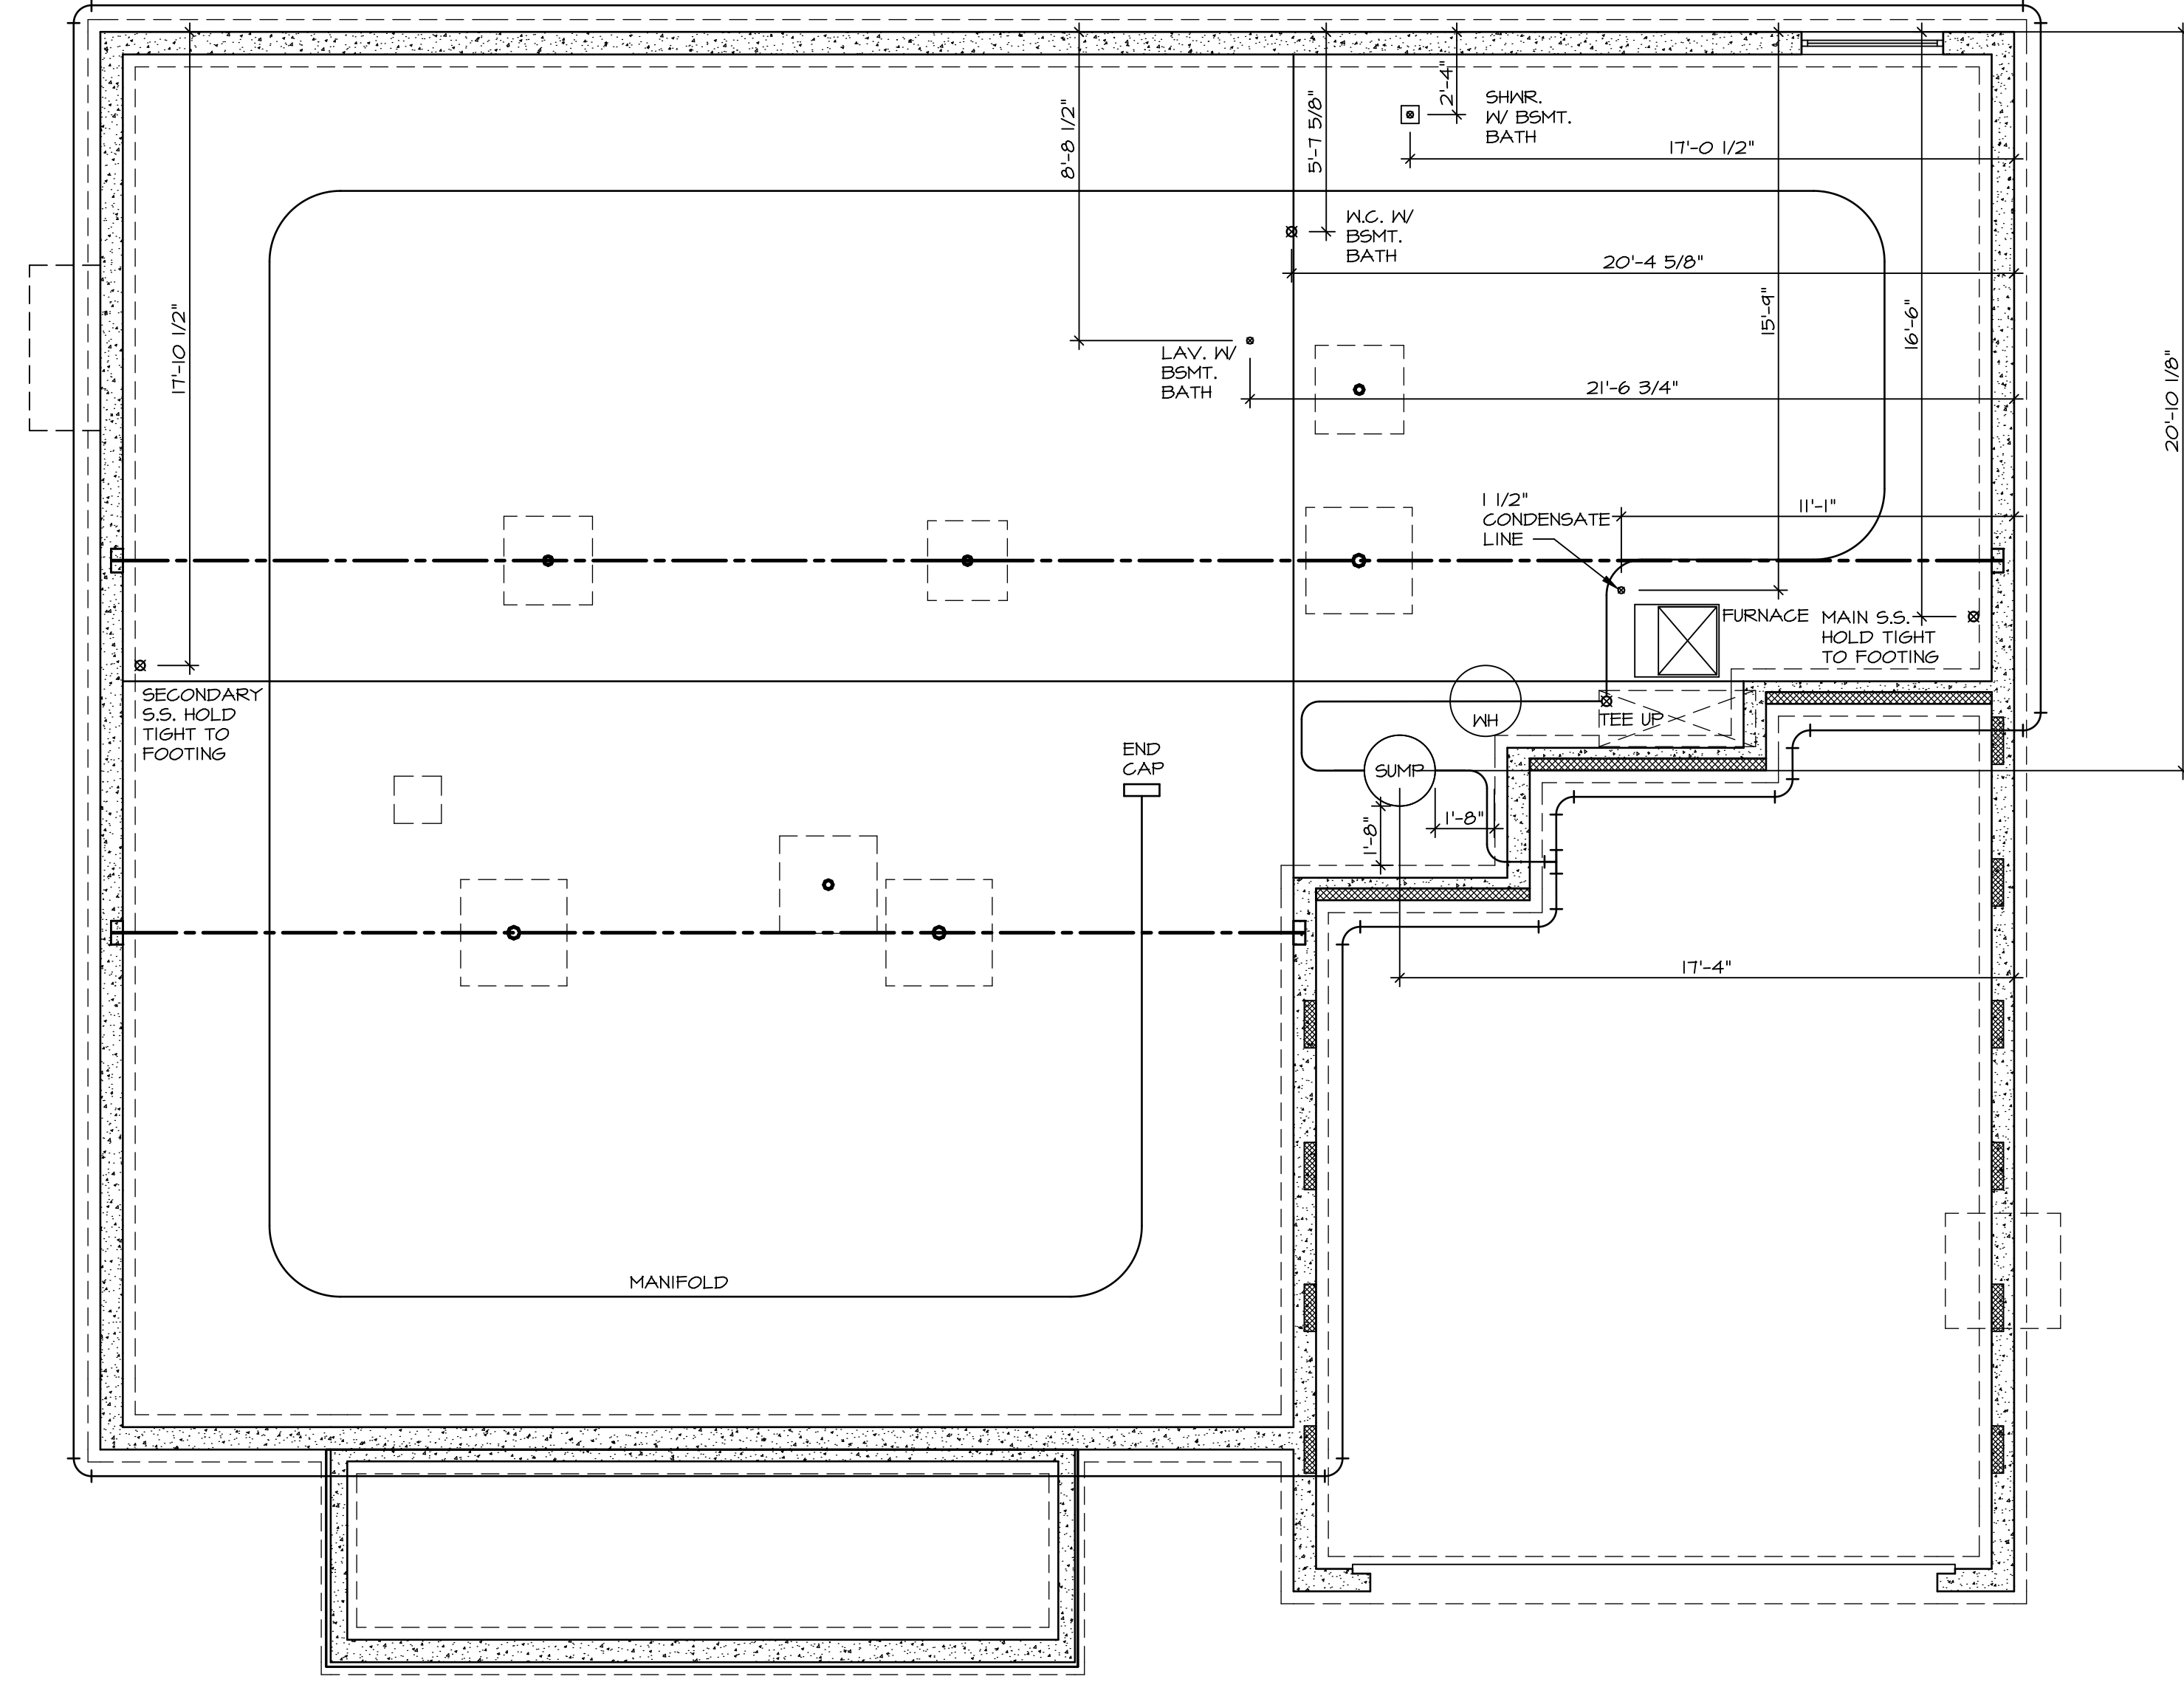 2'-4"
SHWR.
W/ BSMT.
BATH
17'-0 1/2"
8'-8 1/2"
5'-7 5/8"
W.C. W/
BSMT.
BATH
20'-4 5/8"
17'-10 1/2"
15'-9"
16'-6"
20'-10 1/8"
LAV. W/
BSMT.
BATH
21'-6 3/4"
1 1/2"
CONDENSATE
LINE
11'-1"
FURNACE
MAIN S.S.
HOLD TIGHT
TO FOOTING
SECONDARY
S.S. HOLD
TIGHT TO
FOOTING
WH
TEE UP
END
CAP
SUMP
1'-8"
1'-8"
17'-4"
MANIFOLD